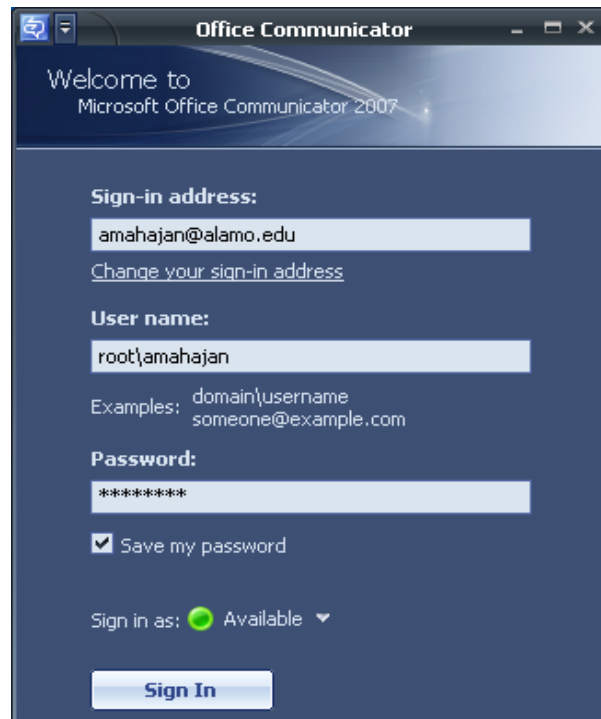 Office Communicator
Welcome to
Microsoft Office Communicator 2007
Sign-in address:
amahajan@alamo.edu
Change your sign-in address
User name:
root\amahajan
Examples: domain\username
someone@example.com
Password:
********
Save my password
Sign in as: Available
Sign In